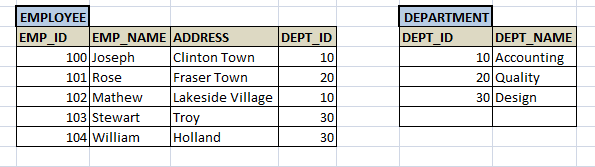 EMPLOYEE DEPARTMENT
EMP_ID EMP_NAME ADDRESS DEPT_ID DEPT_ID DEPT_NAME
100 Joseph Clinton Town 10 10 Accounting
101 Rose Fraser Town 20 20 Quality
102 Mathew Lakeside Village 10 30 Design
103 Stewart Troy 30
104 William Holland 30